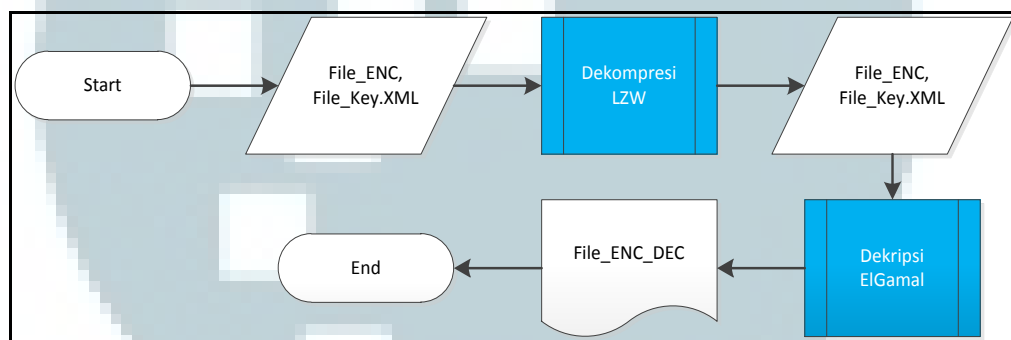 Start
File_ENC,
File_Key.XML
Dekompresi
LZW
File_ENC,
File_Key.XML
Dekripsi
ElGamal
File_ENC_DEC
End